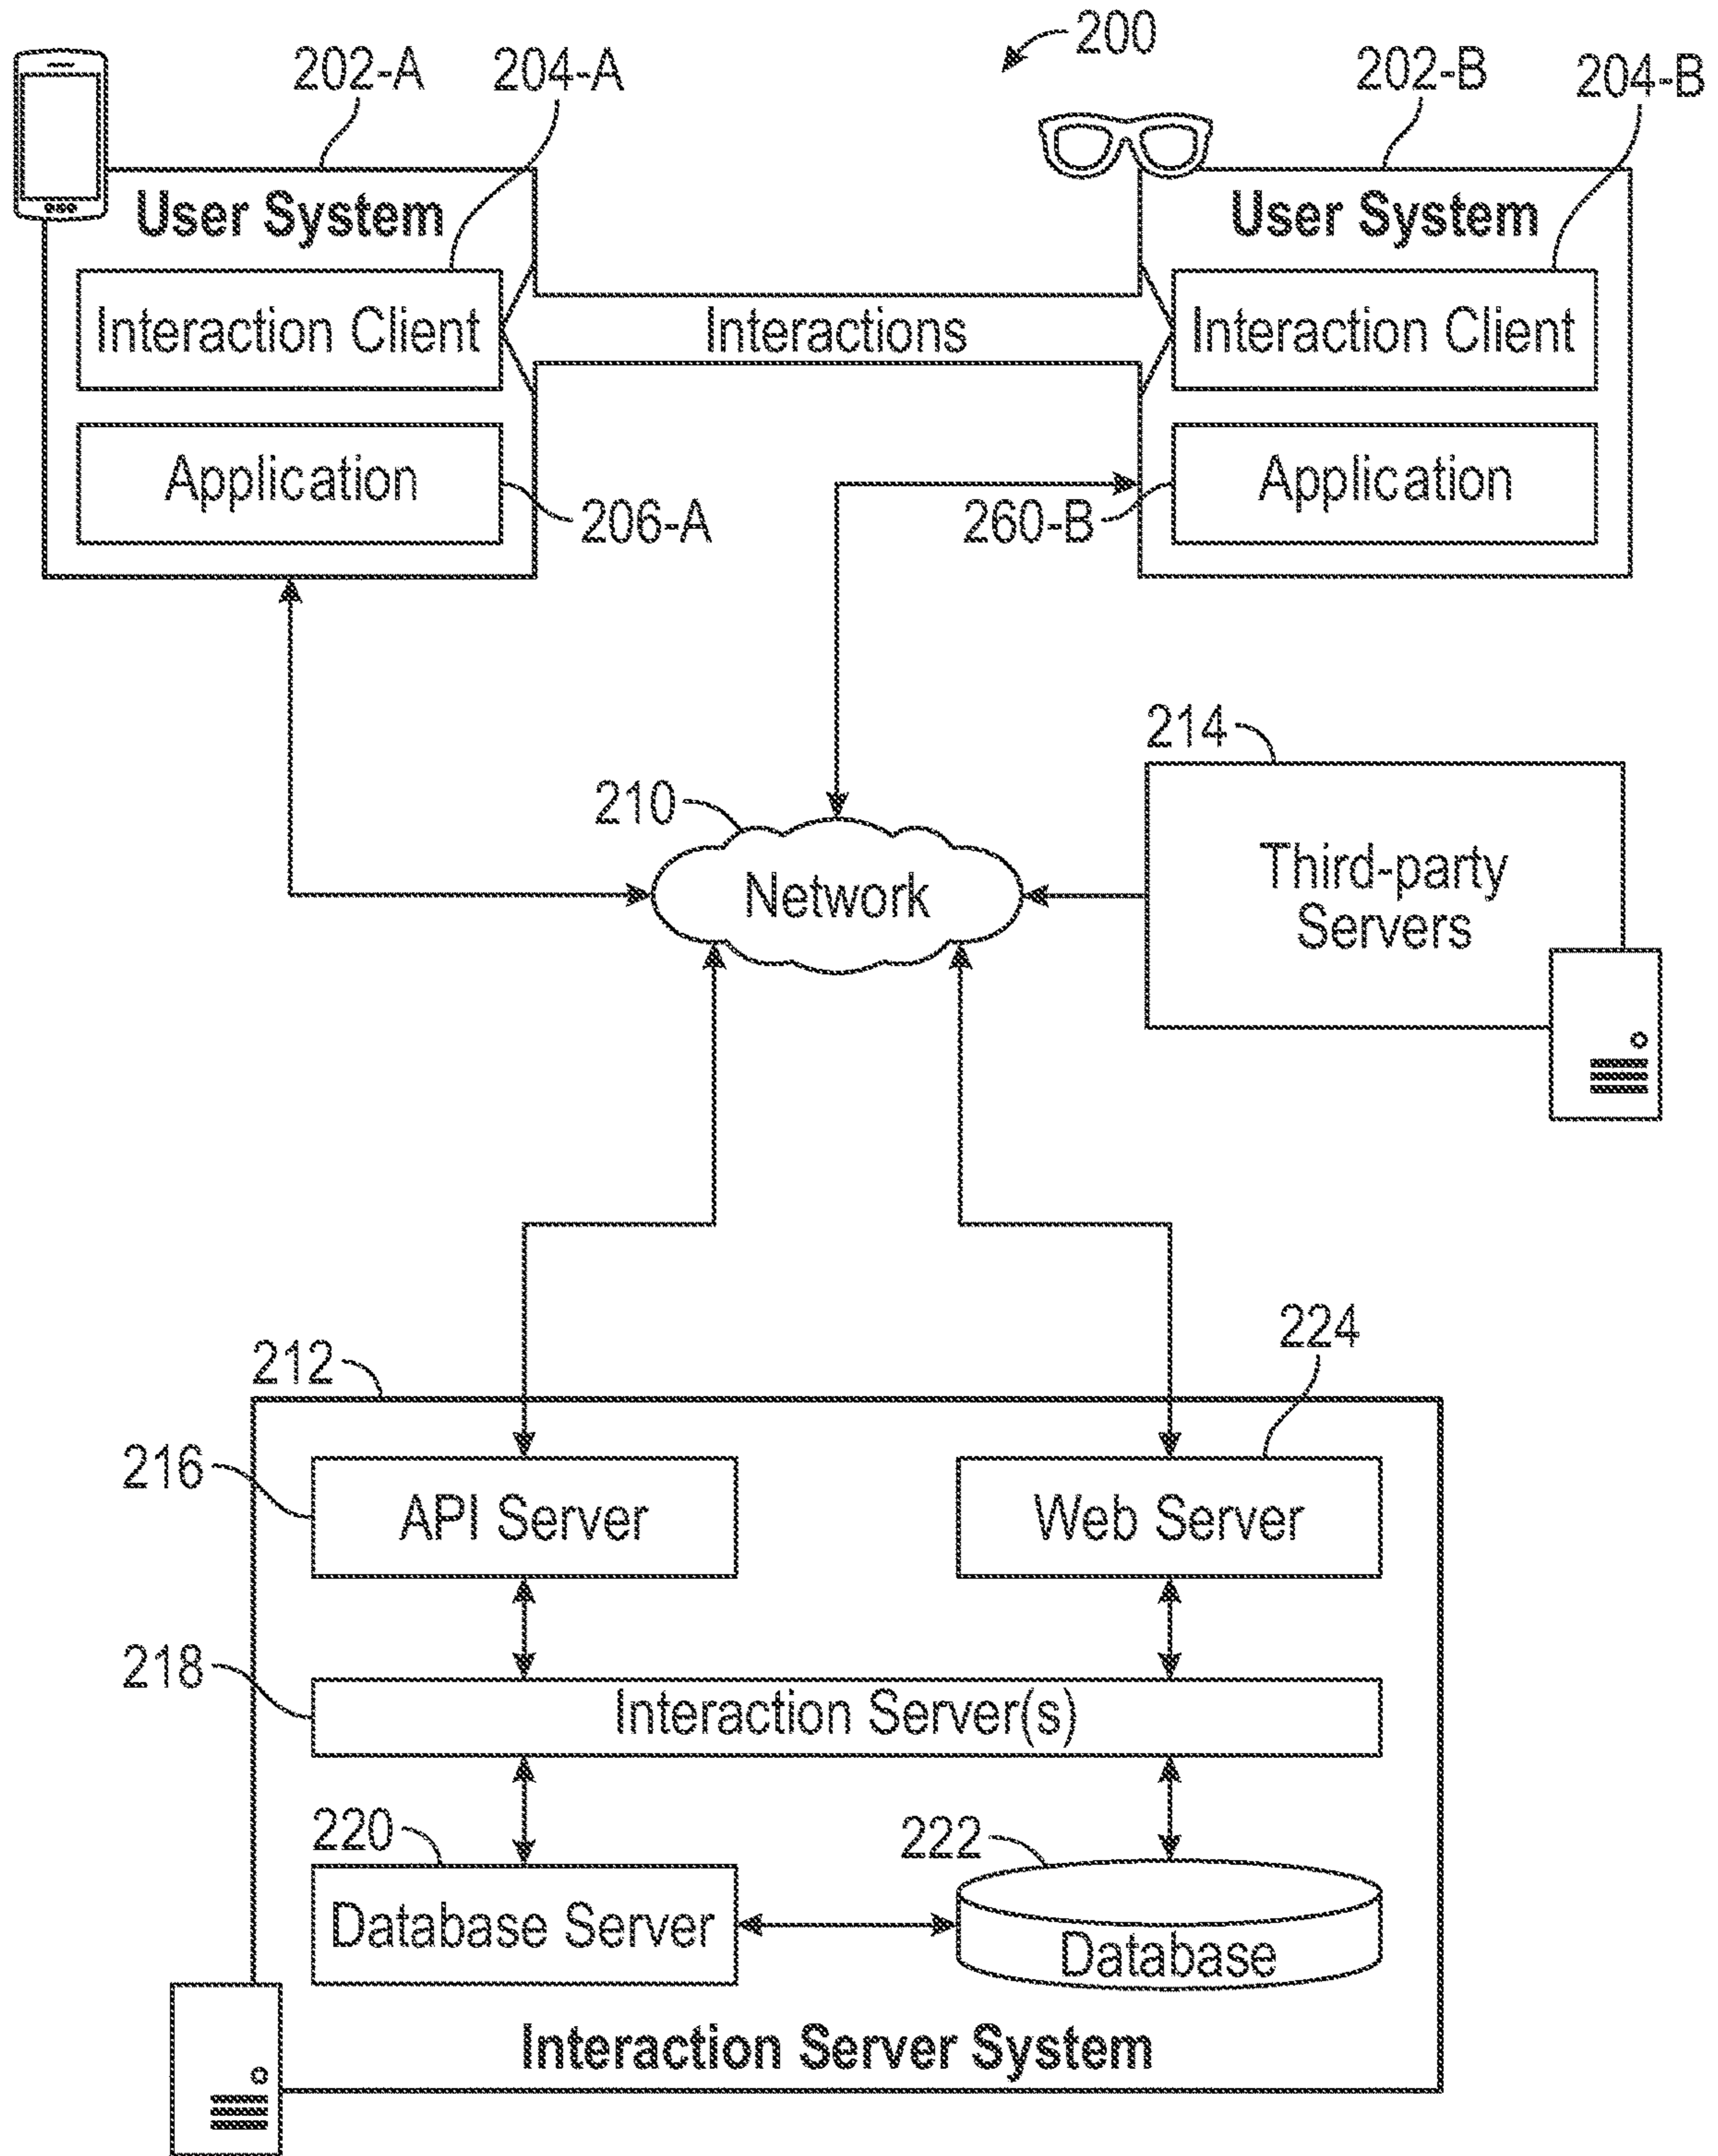 200
202-A
204-A
202-B
204-B
User System
User System
Interaction Client
Interactions
Interaction Client
Application
Application
206-A
260-B
214
210
Network
Third-party
Servers
212
224
216
API Server
Web Server
218
Interaction Server(s)
220
222
Database Server
Database
Interaction Server System